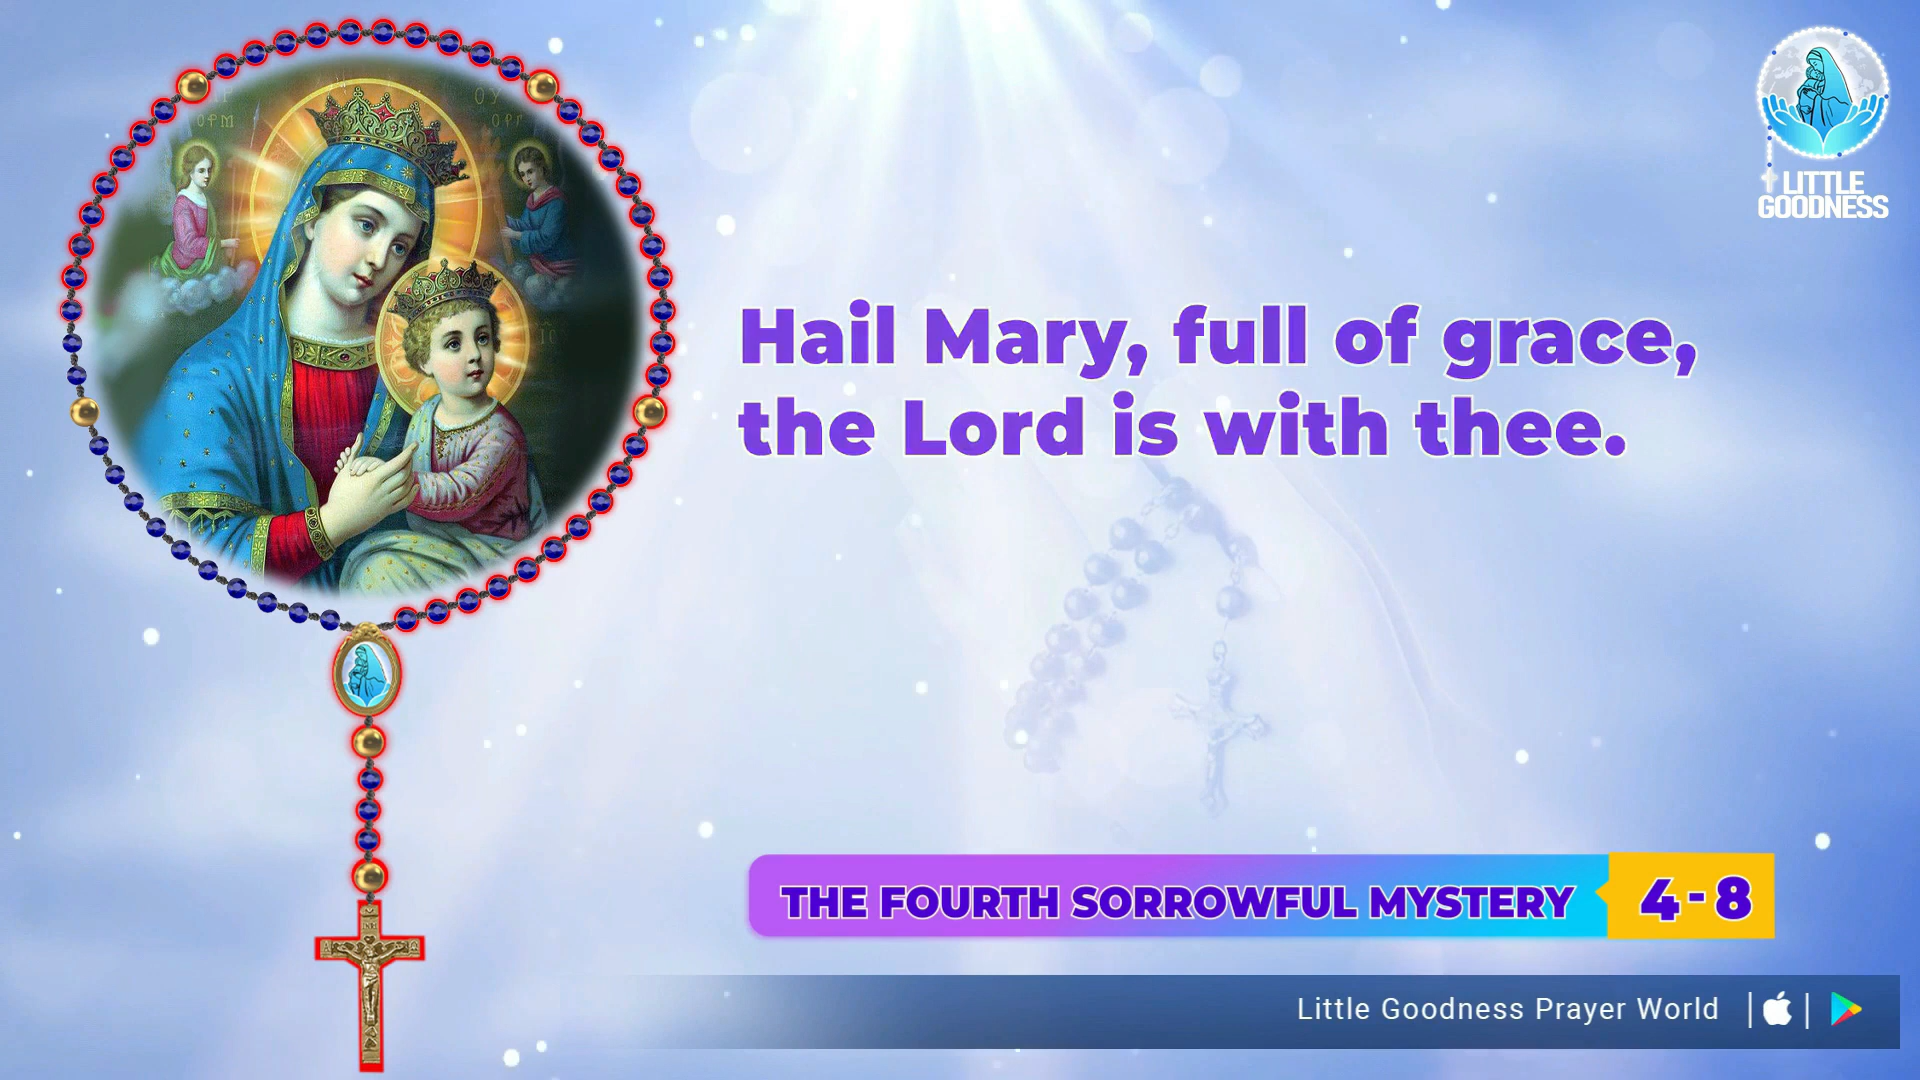 LITTLE
GOODNESS
Hail Mary, full of grace,
the Lord is with thee.
THE FOURTH SORROWFUL MYSTERY 4 - 8
Little Goodness Prayer World